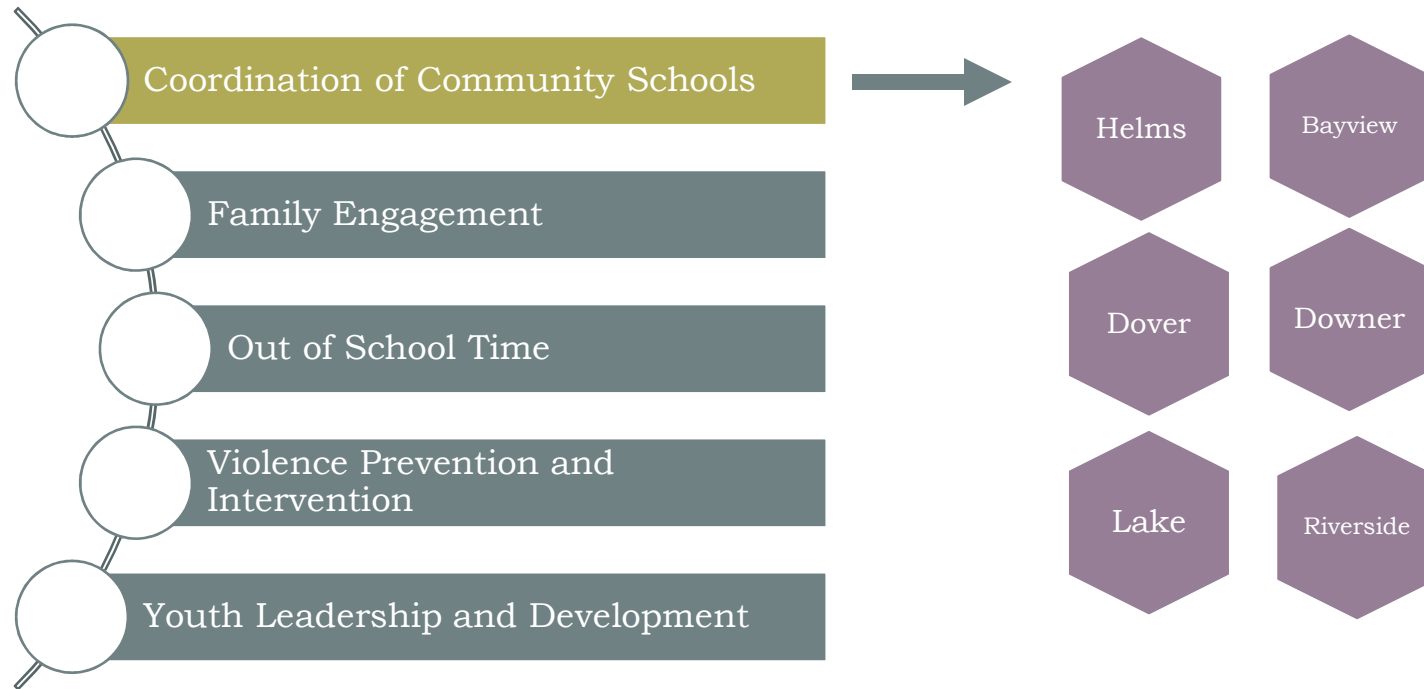 Coordination of Community Schools
Family Engagement
Out of School Time
Violence Prevention and
Intervention
Youth Leadership and Development
Helms
Bayview
Dover
Downer
Lake
Riverside